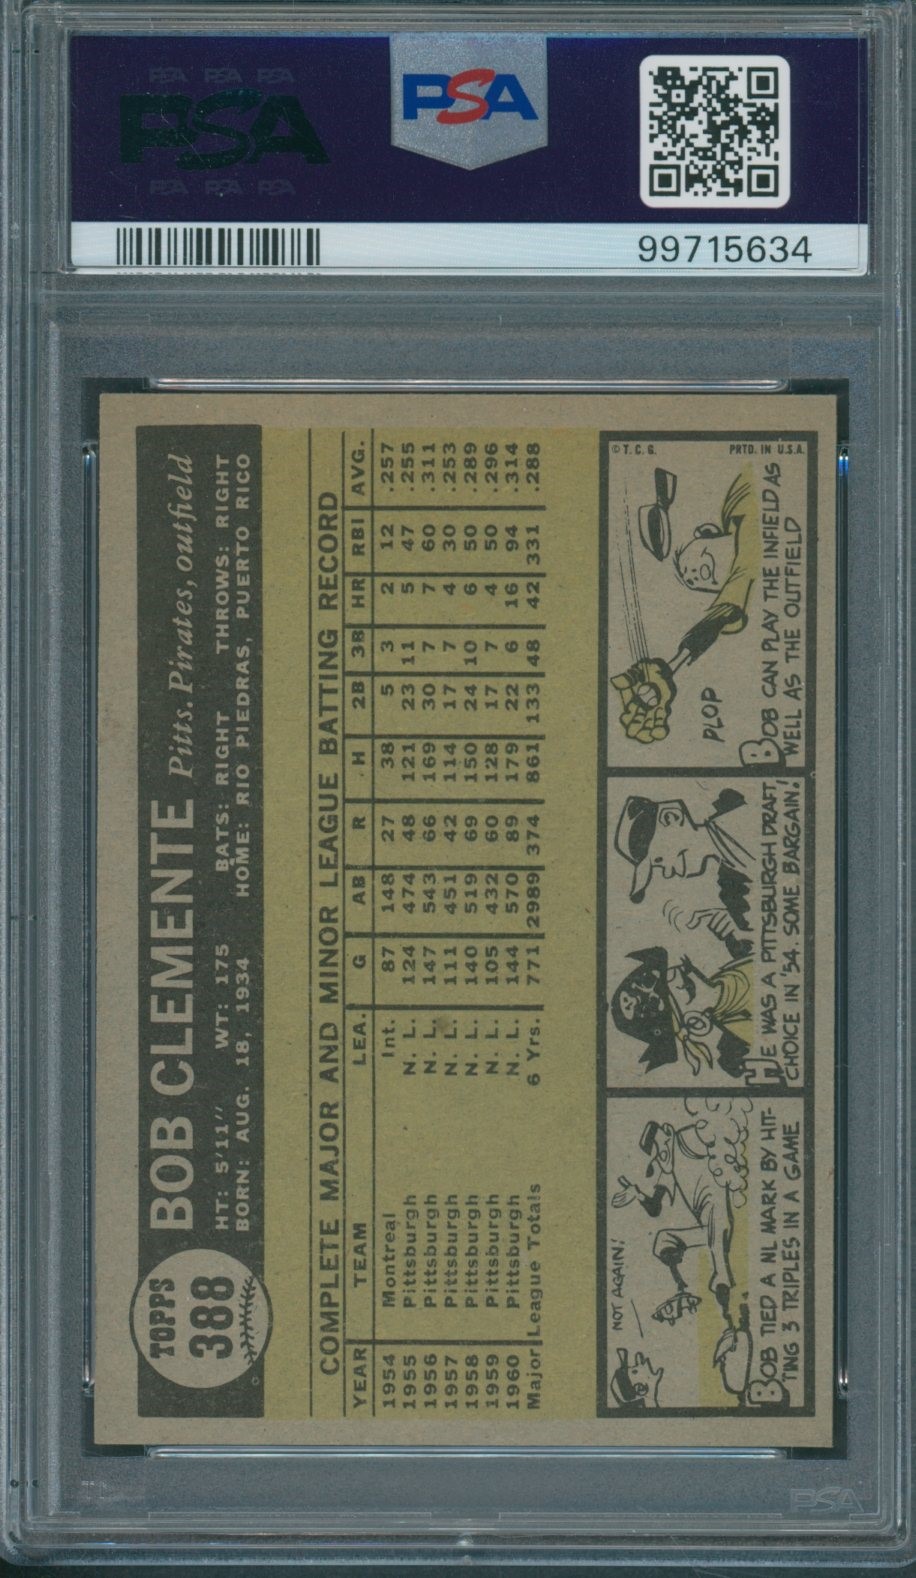 PSA PSA PSA
PSA
PSA PSA PSA
PSA
99715634
TOPPS
388
BOB CLEMENTE Pitts. Pirates, outfield
HT: 5'11" WT: 175 BATS: RIGHT THROWS: RIGHT
BORN: AUG. 18, 1934 HOME: RIO PIEDRAS, PUERTO RICO
COMPLETE MAJOR AND MINOR LEAGUE BATTING RECORD
YEAR TEAM LEA. G AB R H 2B 3B HR RBI AVG.
1954 Montreal Int. 87 148 27 38 5 3 2 12 .257
1955 Pittsburgh N. L. 124 474 48 121 23 11 5 47 .255
1956 Pittsburgh N. L. 147 543 66 169 30 7 7 60 .311
1957 Pittsburgh N. L. 111 451 42 114 17 7 4 30 .253
1958 Pittsburgh N. L. 140 519 69 150 24 10 6 50 .289
1959 Pittsburgh N. L. 105 432 60 128 17 7 4 50 .296
1960 Pittsburgh N. L. 144 570 89 179 22 6 16 94 .314
Major League Totals 6 Yrs. 771 2989 374 861 133 48 42 331 .288
NOT AGAIN!
BOB TIED A NL MARK BY HIT-
TING 3 TRIPLES IN A GAME
HE WAS A PITTSBURGH DRAFT
CHOICE IN '54. SOME BARGAIN!
© T. C. G. PRTD. IN U.S.A.
PLOP
BOB CAN PLAY THE INFIELD AS
WELL AS THE OUTFIELD
PSA